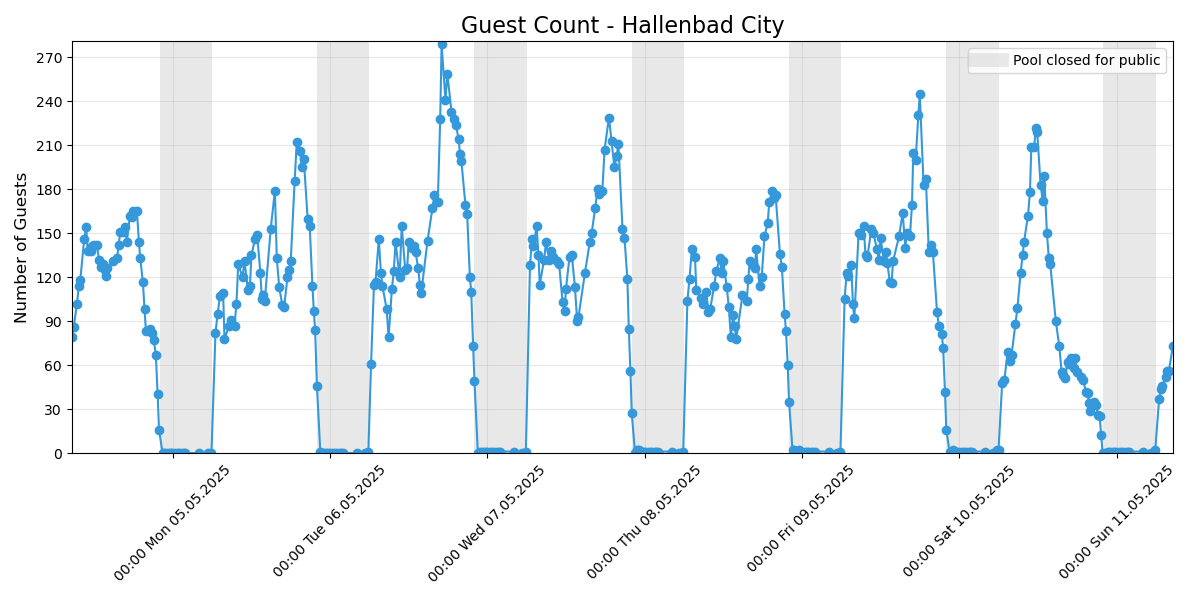 Guest Count - Hallenbad City
Pool closed for public
Number of Guests
270
240
210
180
150
120
90
60
30
0
00:00 Mon 05.05.2025
00:00 Tue 06.05.2025
00:00 Wed 07.05.2025
00:00 Thu 08.05.2025
00:00 Fri 09.05.2025
00:00 Sat 10.05.2025
00:00 Sun 11.05.2025